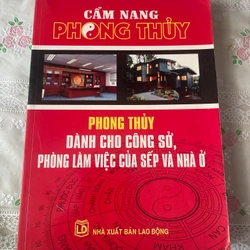 CẨM NANG
PHONG THỦY
PHONG THỦY
DÀNH CHO CÔNG SỞ,
PHÒNG LÀM VIỆC CỦA SẾP VÀ NHÀ Ở
LĐ
NHÀ XUẤT BẢN LAO ĐỘNG